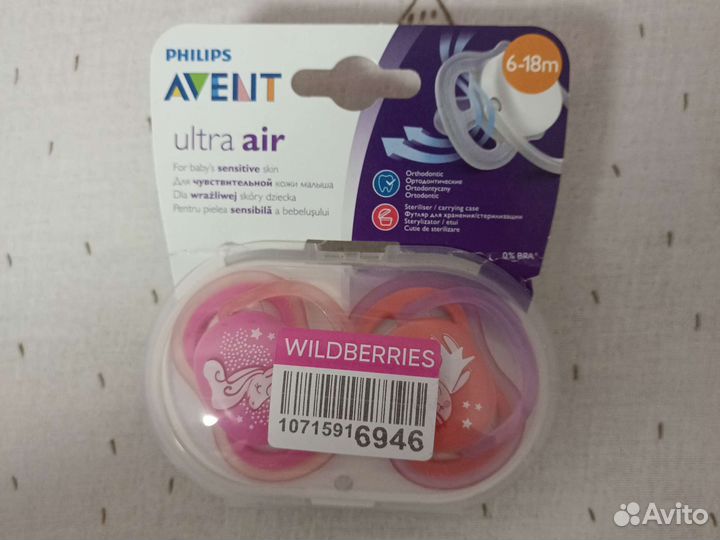 PHILIPS
AVENT
6-18m
ultra air
For baby's sensitive skin
Для чувствительной кожи малыша
Dla wrażliwej skóry dziecka
Pentru pielea sensibilă a bebelușului
Orthodontic
Ортодонтические
Ortodontyczny
Ortodontic
Steriliser / carrying case
Футляр для хранения/стерилизации
Sterylizator / etui
Cutie de sterilizare
0% BPA
WILDBERRIES
10715916946
Avito